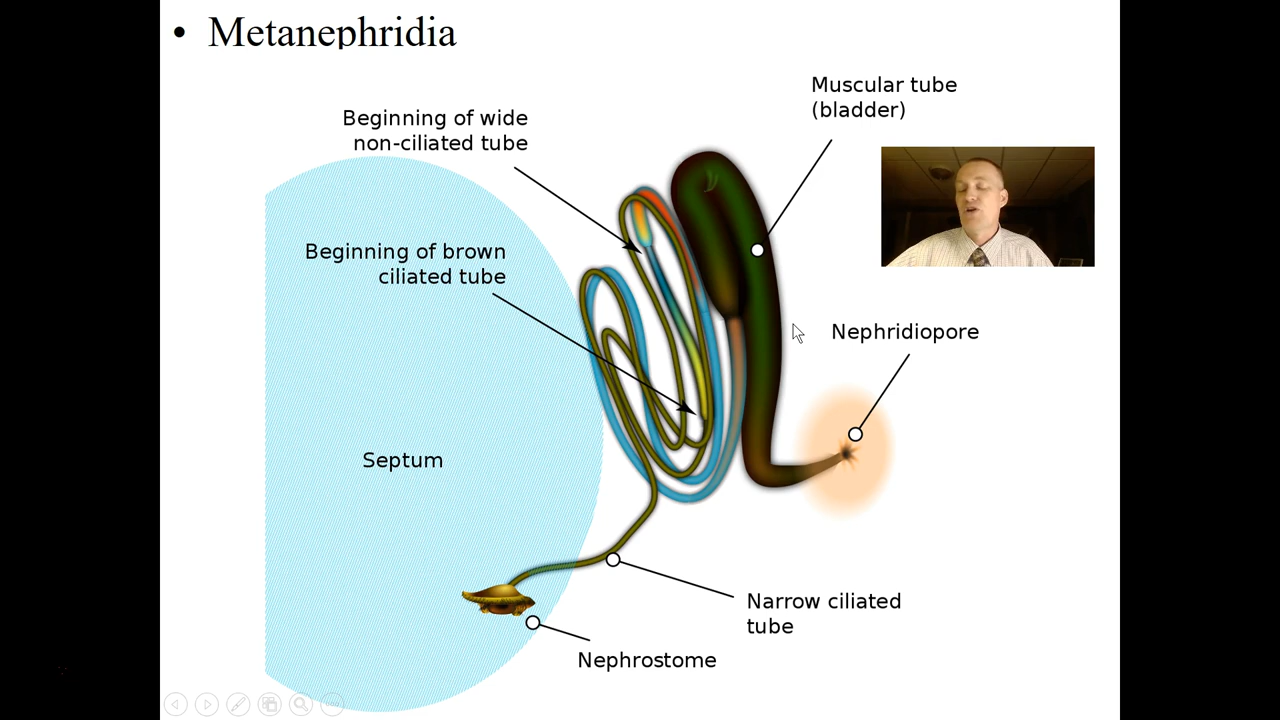 • Metanephridia
Muscular tube
(bladder)
Beginning of wide
non-ciliated tube
Beginning of brown
ciliated tube
Nephridiopore
Septum
Narrow ciliated
tube
Nephrostome